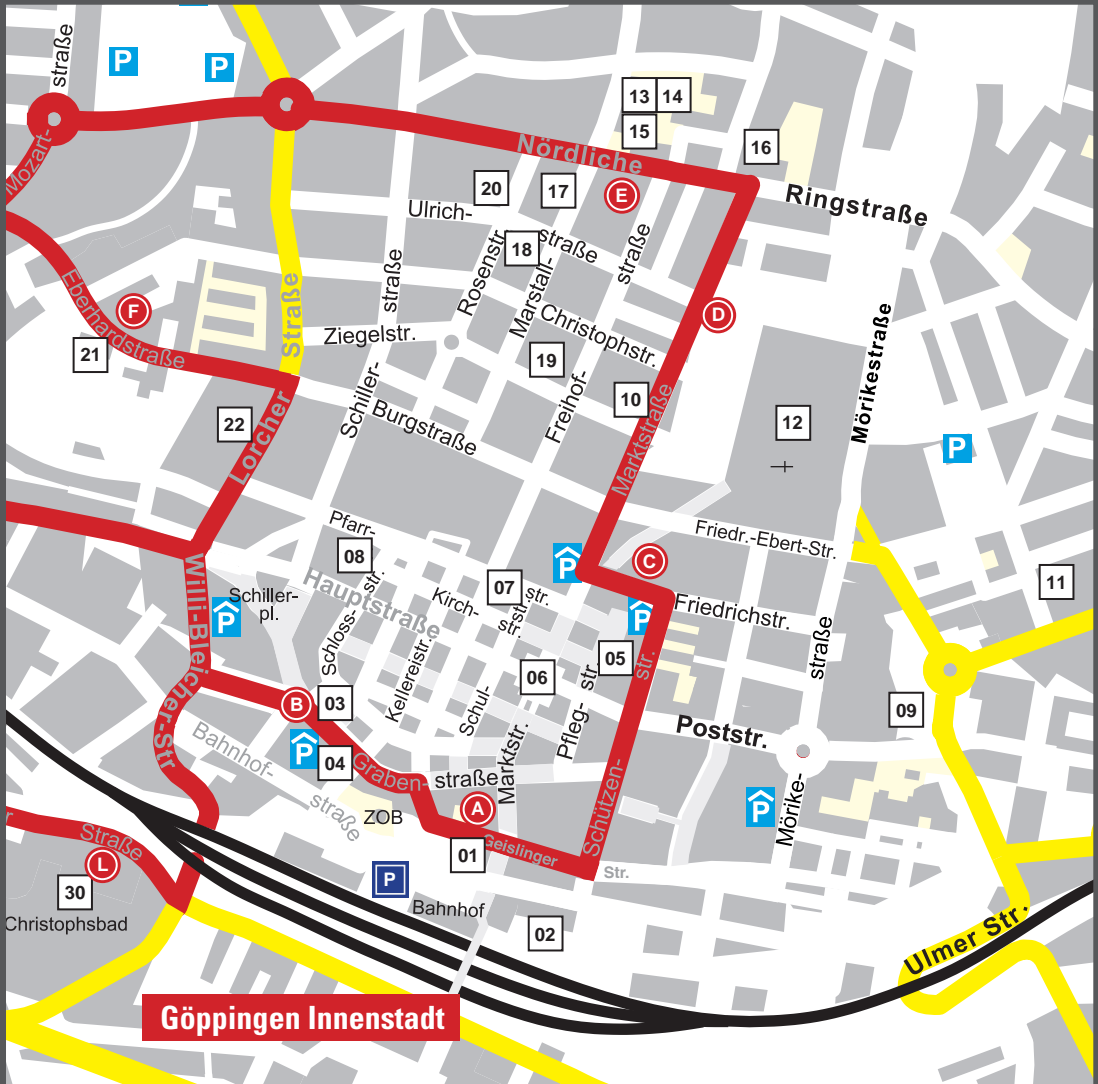 straße
P
P
Mozart-
13
14
15
Nördliche
16
20
17
E
Ringstraße
Ulrich-
straße
18
straße
straße
Rosenstr.
Marstall-
Eberhardstraße
F
Straße
Ziegelstr.
D
Christophstr.
21
19
10
Mörikestraße
22
Lorcher
Schiller-
Burgstraße
Freihof-
Marktstraße
12
P
Pfarr-
str.
08
Hauptstraße
Willi-Bleicher-Str
P
Schiller-
pl.
Schloss-
Kirch-
str.
07
str.
str.
P
C
Friedr.-Ebert-Str.
11
P
Friedrichstr.
05
str.
straße
Kellereistr.
06
str.
Pfleg-
B
03
Schul-
Marktstr.
09
Poststr.
Bahnhof-
straße
P
04
Graben-
straße
ZOB
A
Schützen-
P
Mörike-
r
Straße
L
01
Geislinger
Str.
30
Christophsbad
P
Bahnhof
02
Ulmer Str.
Göppingen Innenstadt